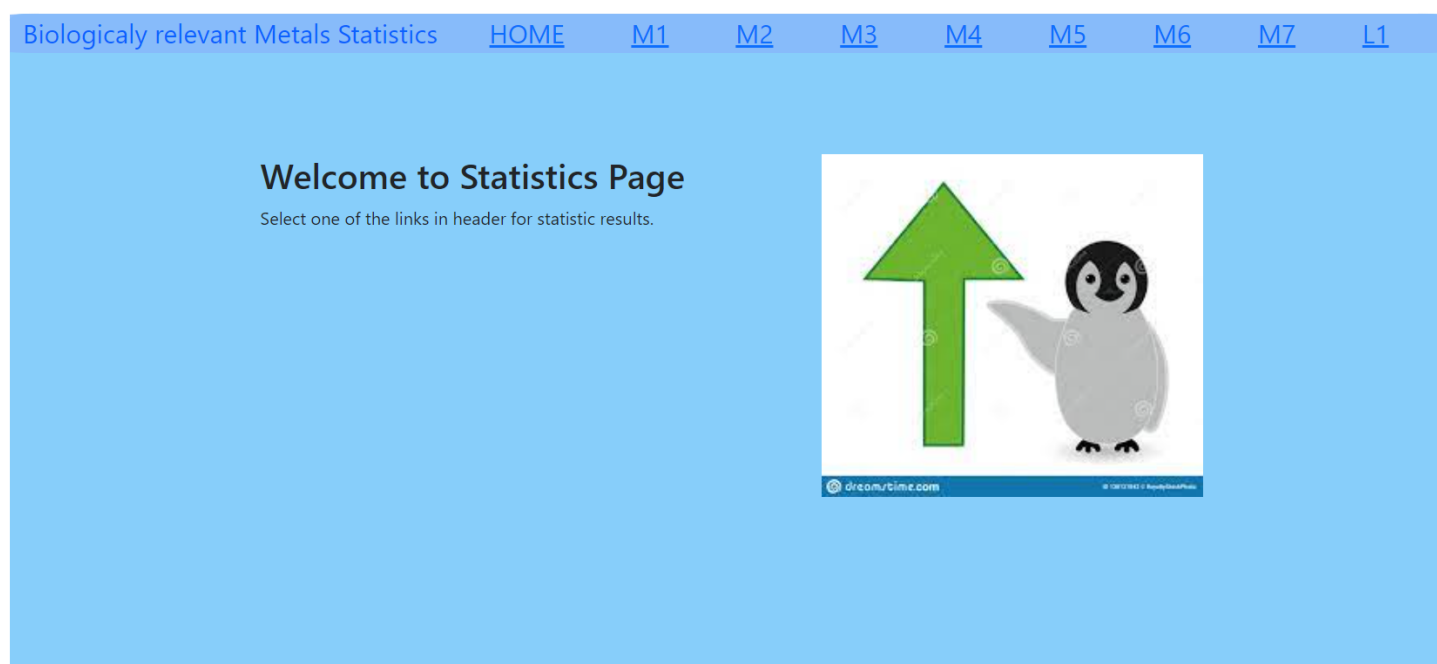 Biologicaly relevant Metals Statistics HOME M1 M2 M3 M4 M5 M6 M7 L1
Welcome to Statistics Page
Select one of the links in header for statistic results.
dreamstime.com